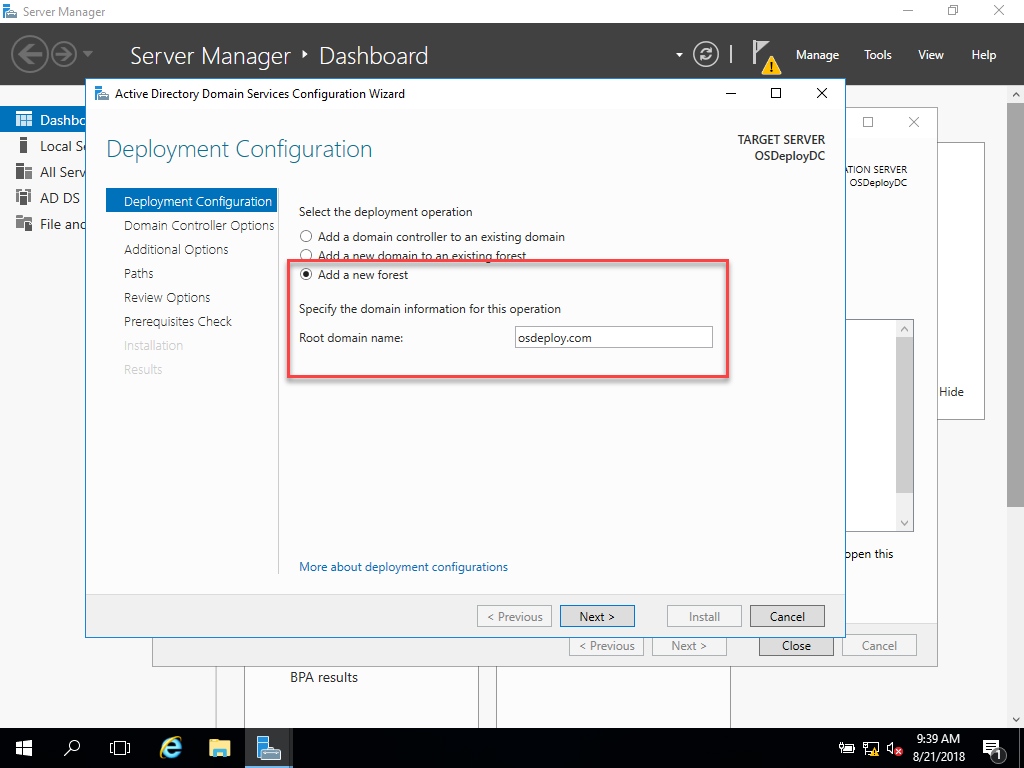 Server Manager
Server Manager ‣ Dashboard
Manage Tools View Help
Active Directory Domain Services Configuration Wizard
Deployment Configuration
TARGET SERVER
OSDeployDC
Dashbo
Local Se
All Serv
AD DS
File and
Deployment Configuration
Domain Controller Options
Additional Options
Paths
Review Options
Prerequisites Check
Installation
Results
Select the deployment operation
Add a domain controller to an existing domain
Add a new domain to an existing forest
Add a new forest
Specify the domain information for this operation
Root domain name: osdeploy.com
More about deployment configurations
< Previous Next > Install Cancel
ATION SERVER
OSDeployDC
Hide
open this
< Previous Next > Close Cancel
BPA results
9:39 AM
8/21/2018
1